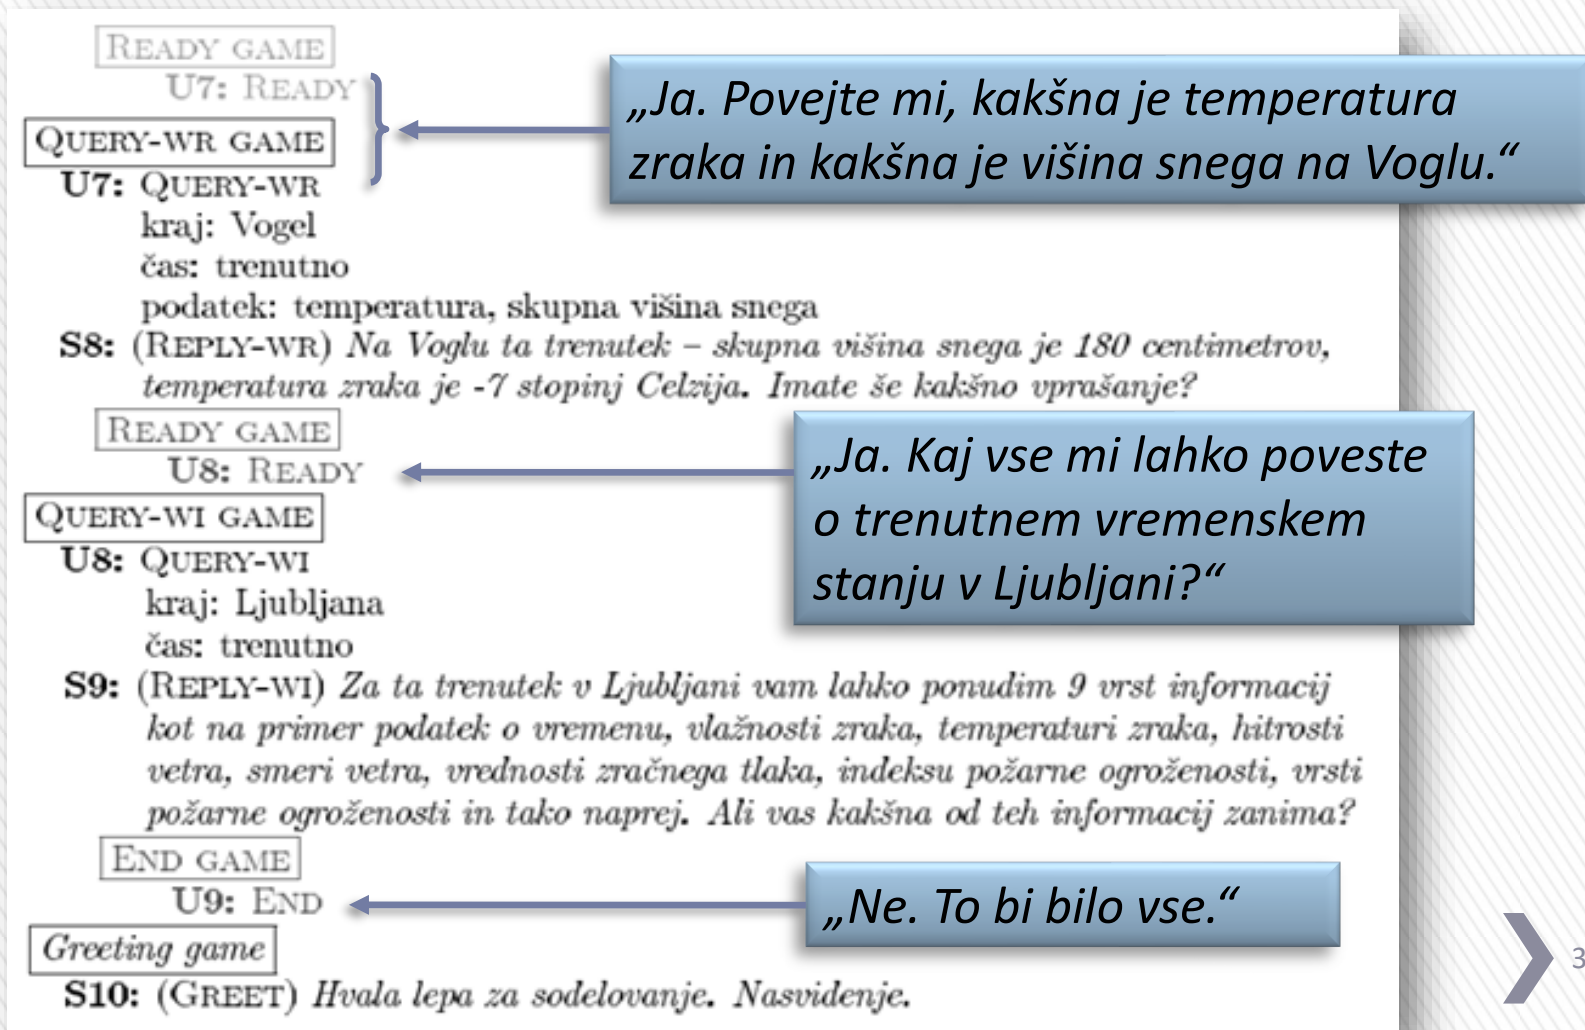 READY GAME
U7: READY
„Ja. Povejte mi, kakšna je temperatura
zraka in kakšna je višina snega na Voglu.“
QUERY-WR GAME
U7: QUERY-WR
kraj: Vogel
čas: trenutno
podatek: temperatura, skupna višina snega
S8: (REPLY-WR) Na Voglu ta trenutek – skupna višina snega je 180 centimetrov,
temperatura zraka je -7 stopinj Celzija. Imate še kakšno vprašanje?
READY GAME
U8: READY
„Ja. Kaj vse mi lahko poveste
o trenutnem vremenskem
stanju v Ljubljani?“
QUERY-WI GAME
U8: QUERY-WI
kraj: Ljubljana
čas: trenutno
S9: (REPLY-WI) Za ta trenutek v Ljubljani vam lahko ponudim 9 vrst informacij
kot na primer podatek o vremenu, vlažnosti zraka, temperaturi zraka, hitrosti
vetra, smeri vetra, vrednosti zračnega tlaka, indeksu požarne ogroženosti, vrsti
požarne ogroženosti in tako naprej. Ali vas kakšna od teh informacij zanima?
END GAME
U9: END
„Ne. To bi bilo vse.“
Greeting game
S10: (GREET) Hvala lepa za sodelovanje. Nasvidenje.